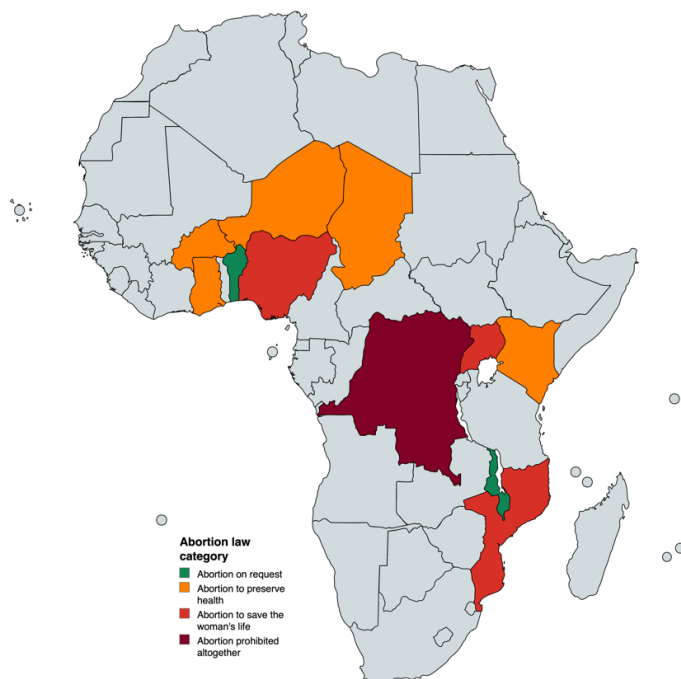 Abortion law
category
Abortion on request
Abortion to preserve
health
Abortion to save the
woman's life
Abortion prohibited
altogether